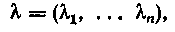 λ = (λ₁, ... λₙ),